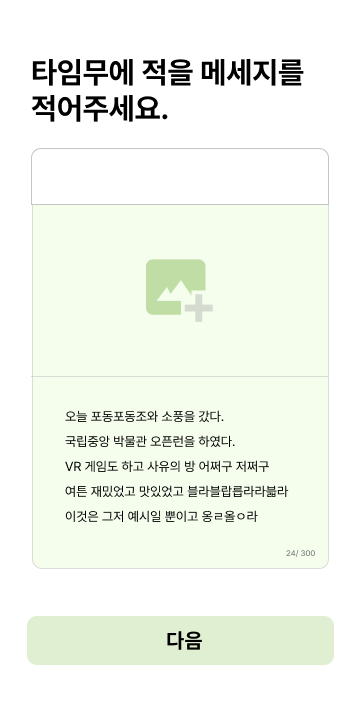 타임무에 적을 메세지를
적어주세요.
오늘 포동포동조와 소풍을 갔다.
국립중앙 박물관 오픈런을 하였다.
VR 게임도 하고 사유의 방 어쩌구 저쩌구
여튼 재밌었고 맛있었고 블라블랍릅라라붋라
이것은 그저 예시일 뿐이고 옹ㄹ올ㅇ라
24/ 300
다음